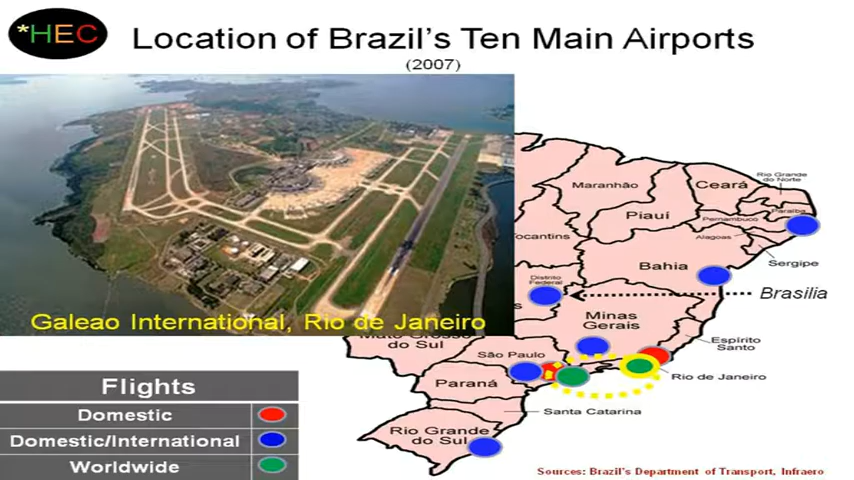 *HEC
Location of Brazil's Ten Main Airports
(2007)
Galeao International, Rio de Janeiro
Rio Grande
do Norte
Maranhão
Ceará
Paraíba
Piauí
Pernambuco
Alagoas
Sergipe
Bahia
Distrito
Federal
Brasilia
Minas
Gerais
Espírito
Santo
do Sul
São Paulo
Rio de Janeiro
Paraná
Santa Catarina
Rio Grande
do Sul
Flights
Domestic
Domestic/International
Worldwide
Sources: Brazil's Department of Transport, Infraero